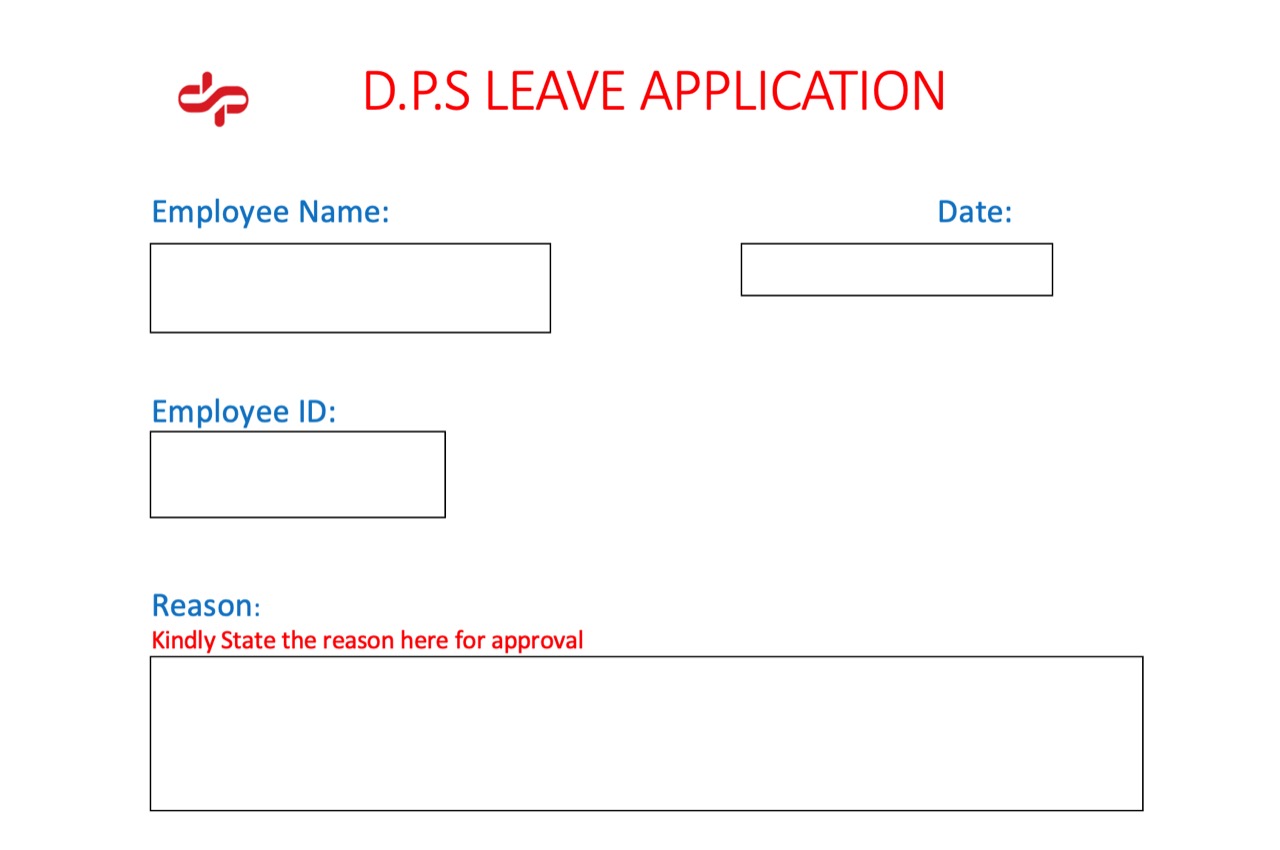 D.P.S LEAVE APPLICATION
Employee Name:
Date:
Employee ID:
Reason:
Kindly State the reason here for approval